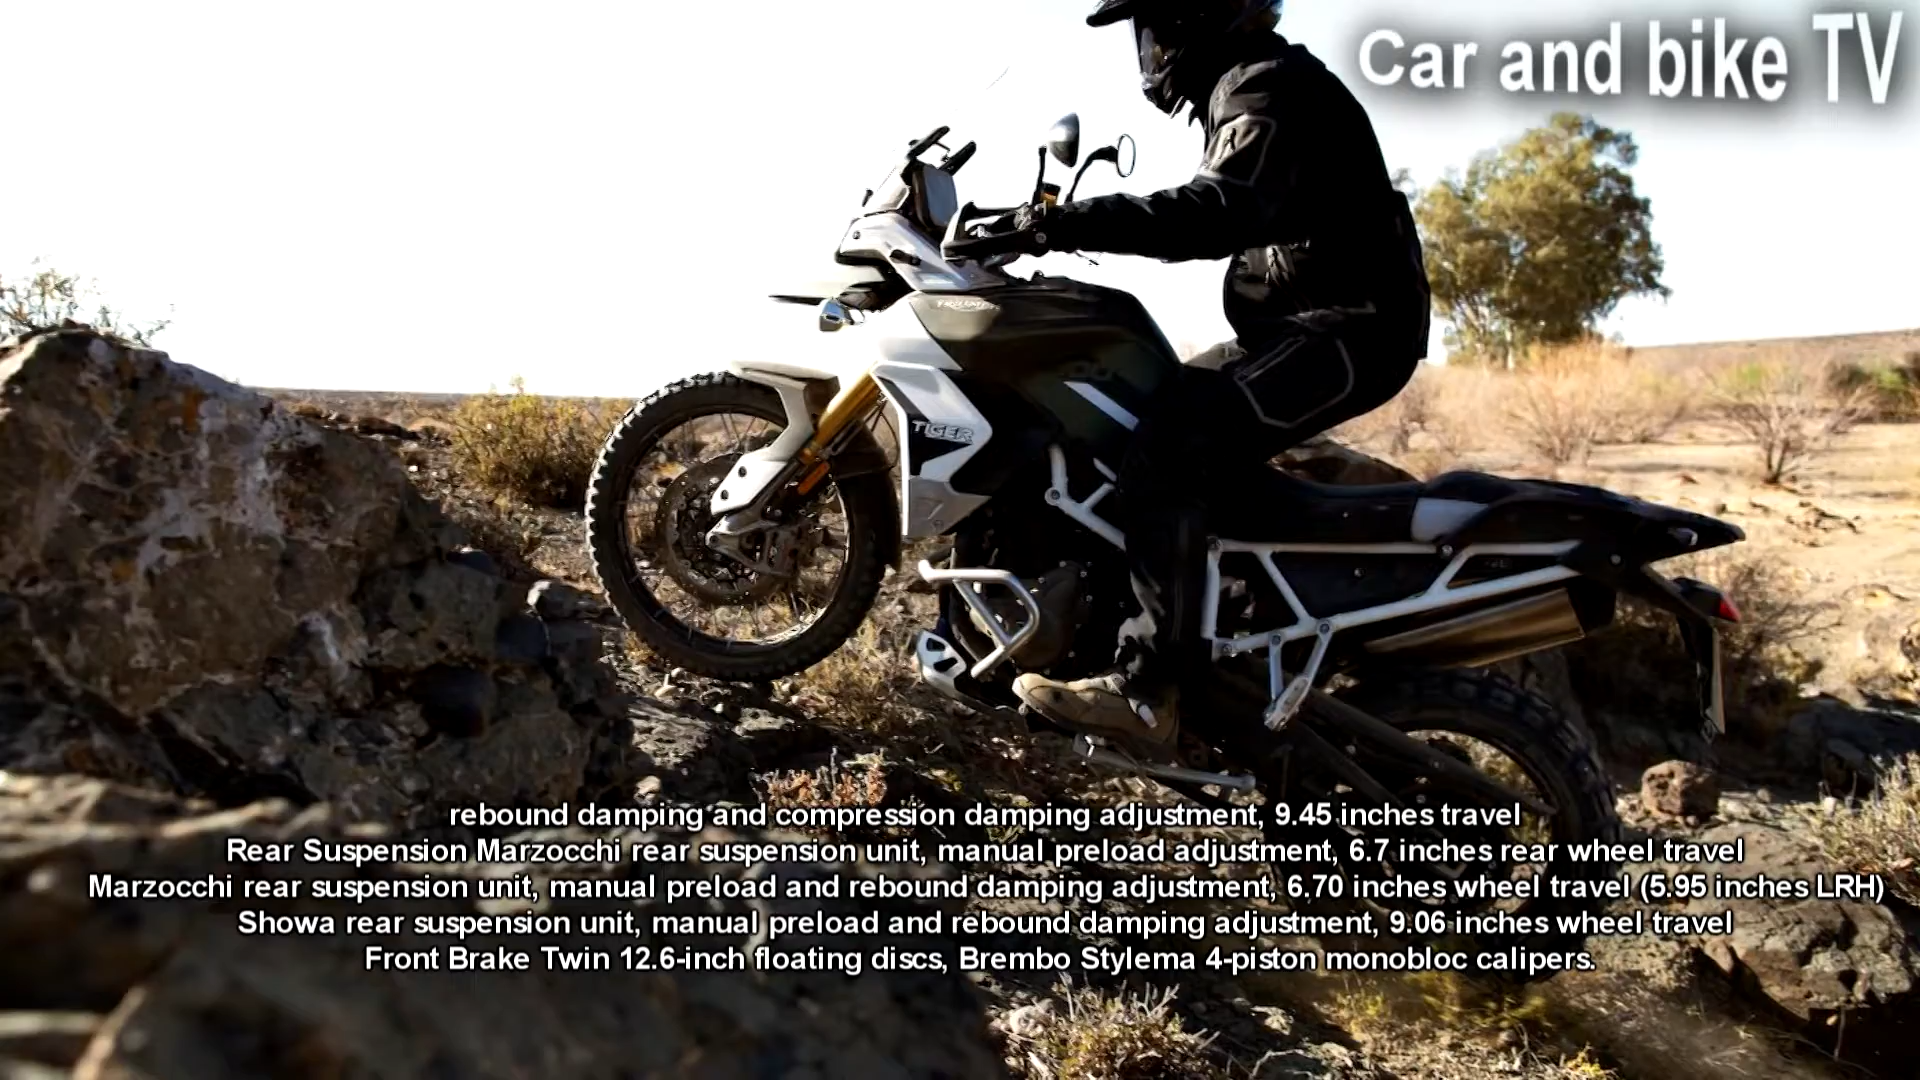 Car and bike TV
TRIUMPH
TIGER
rebound damping and compression damping adjustment, 9.45 inches travel
Rear Suspension Marzocchi rear suspension unit, manual preload adjustment, 6.7 inches rear wheel travel
Marzocchi rear suspension unit, manual preload and rebound damping adjustment, 6.70 inches wheel travel (5.95 inches LRH)
Showa rear suspension unit, manual preload and rebound damping adjustment, 9.06 inches wheel travel
Front Brake Twin 12.6-inch floating discs, Brembo Stylema 4-piston monobloc calipers.